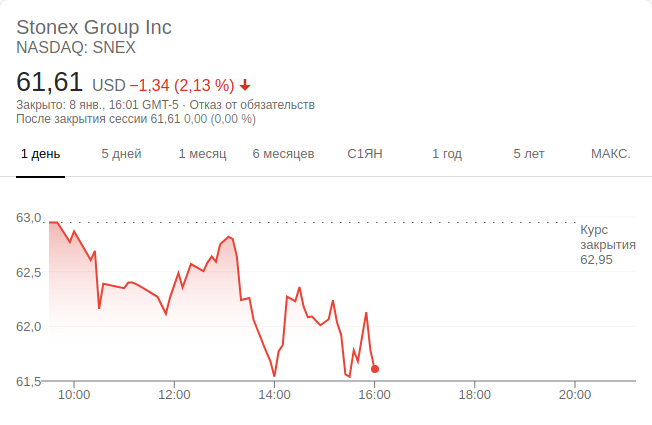 Stonex Group Inc
NASDAQ: SNEX
61,61 USD −1,34 (2,13 %)
Закрыто: 8 янв., 16:01 GMT-5 · Отказ от обязательств
После закрытия сессии 61,61 0,00 (0,00 %)
1 день 5 дней 1 месяц 6 месяцев С1ЯН 1 год 5 лет МАКС.
63,0
Курс
закрытия
62,95
62,5
62,0
61,5
10:00 12:00 14:00 16:00 18:00 20:00